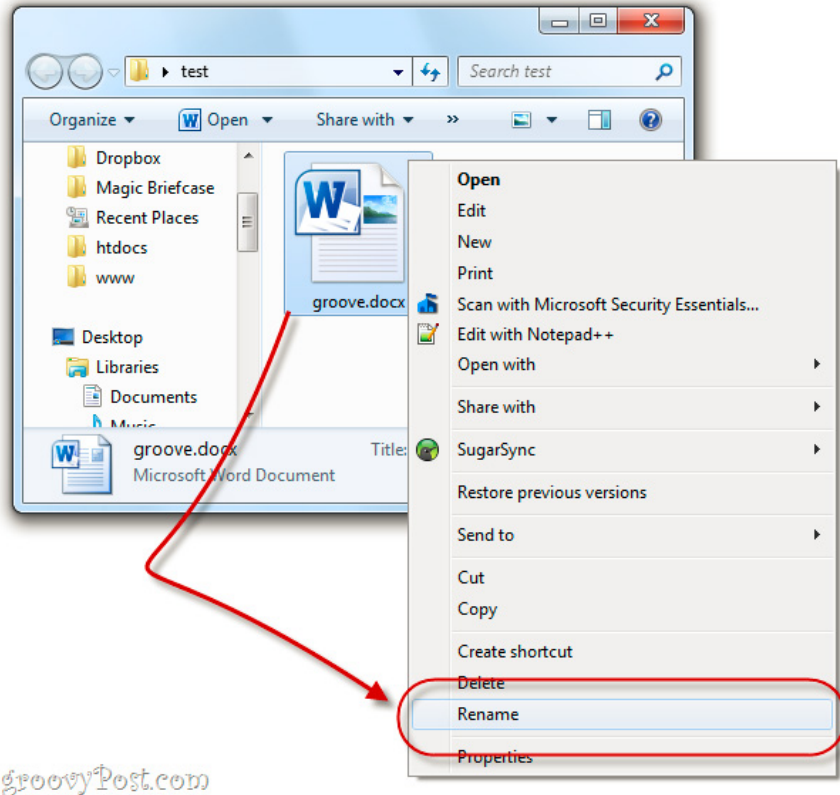 test
Search test
Organize
Open
Share with
»
Dropbox
Magic Briefcase
Recent Places
htdocs
www
Desktop
Libraries
Documents
Music
groove.docx
groove.docx
Title:
Microsoft Word Document
Open
Edit
New
Print
Scan with Microsoft Security Essentials...
Edit with Notepad++
Open with
Share with
SugarSync
Restore previous versions
Send to
Cut
Copy
Create shortcut
Delete
Rename
Properties
groovyPost.com